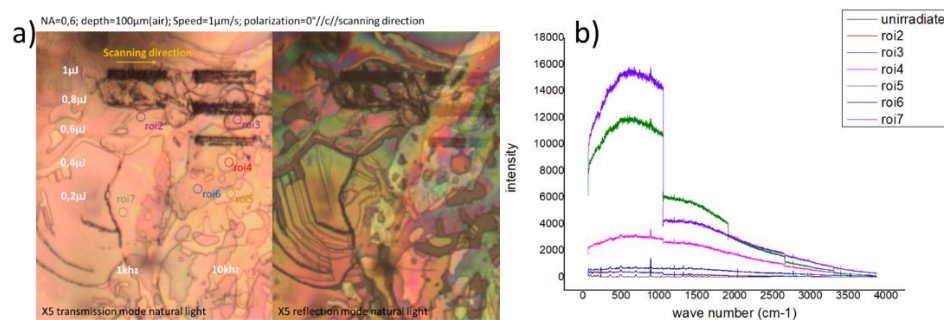 NA=0,6; depth=100μm(air); Speed=1μm/s; polarization=0°//c//scanning direction
a)
Scanning direction
1μJ
0,8μJ
roi2
roi3
0,6μJ
0,4μJ
roi4
0,2μJ
roi6
roi5
roi7
1khz
10khz
X5 transmission mode natural light
X5 reflection mode natural light
b)
unirradiate
roi2
roi3
roi4
roi5
roi6
roi7
18000
16000
14000
12000
10000
8000
6000
4000
2000
0
intensity
0 500 1000 1500 2000 2500 3000 3500 4000
wave number (cm-1)